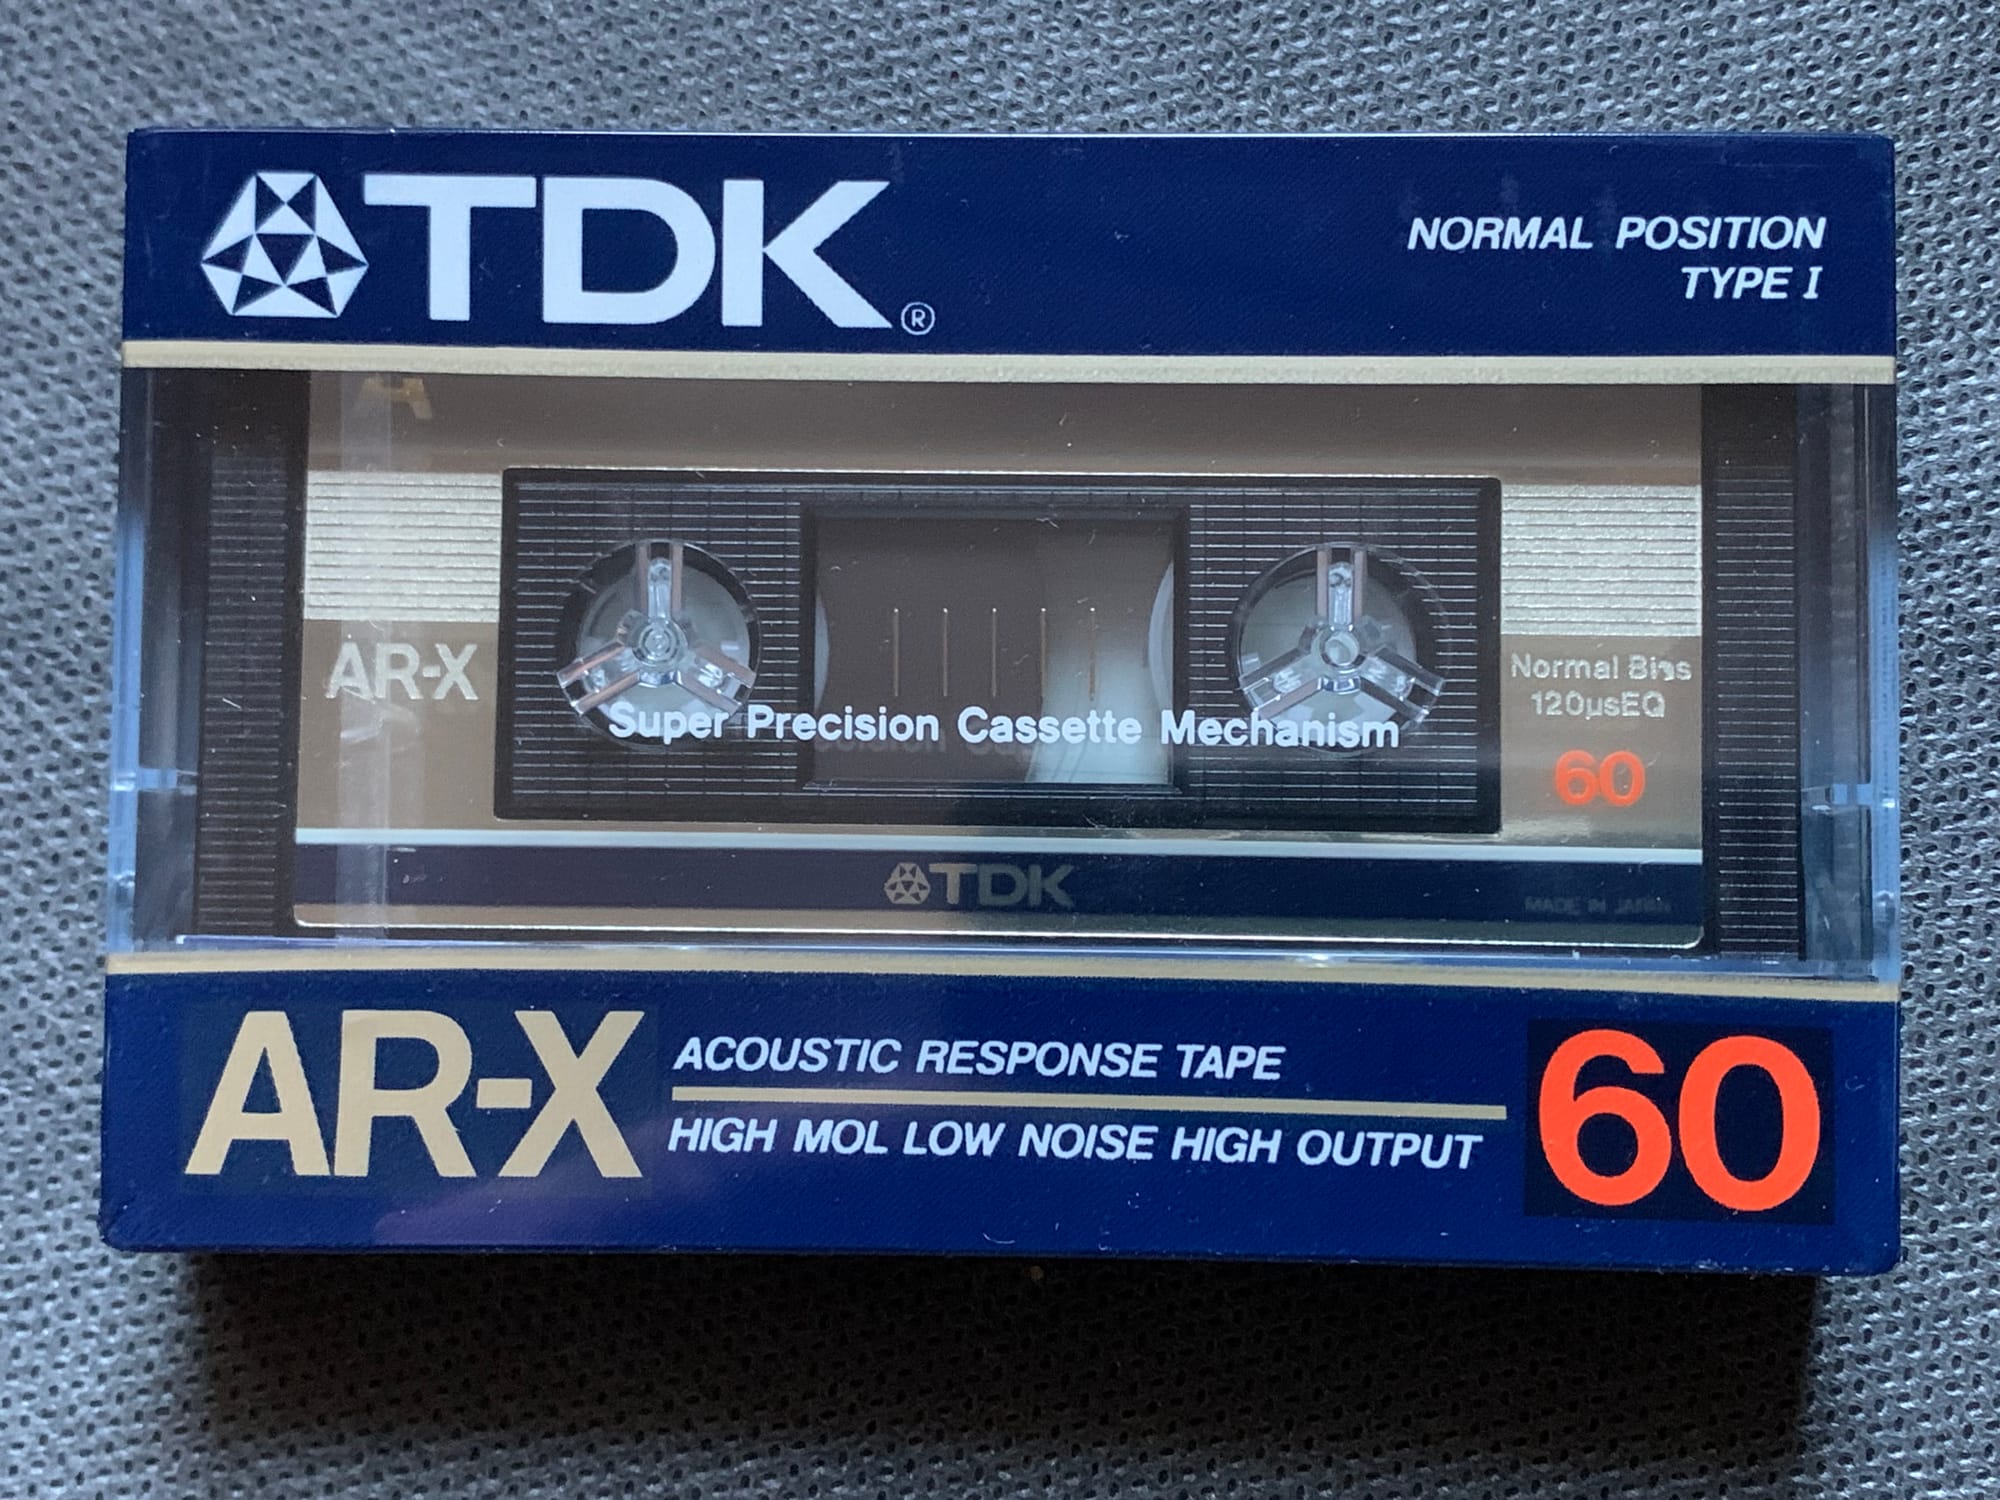 TDK®
NORMAL POSITION
TYPE I
A
AR-X
Normal Bias
120µsEQ
60
Super Precision Cassette Mechanism
TDK
MADE IN JAPAN
AR-X
ACOUSTIC RESPONSE TAPE
HIGH MOL LOW NOISE HIGH OUTPUT
60